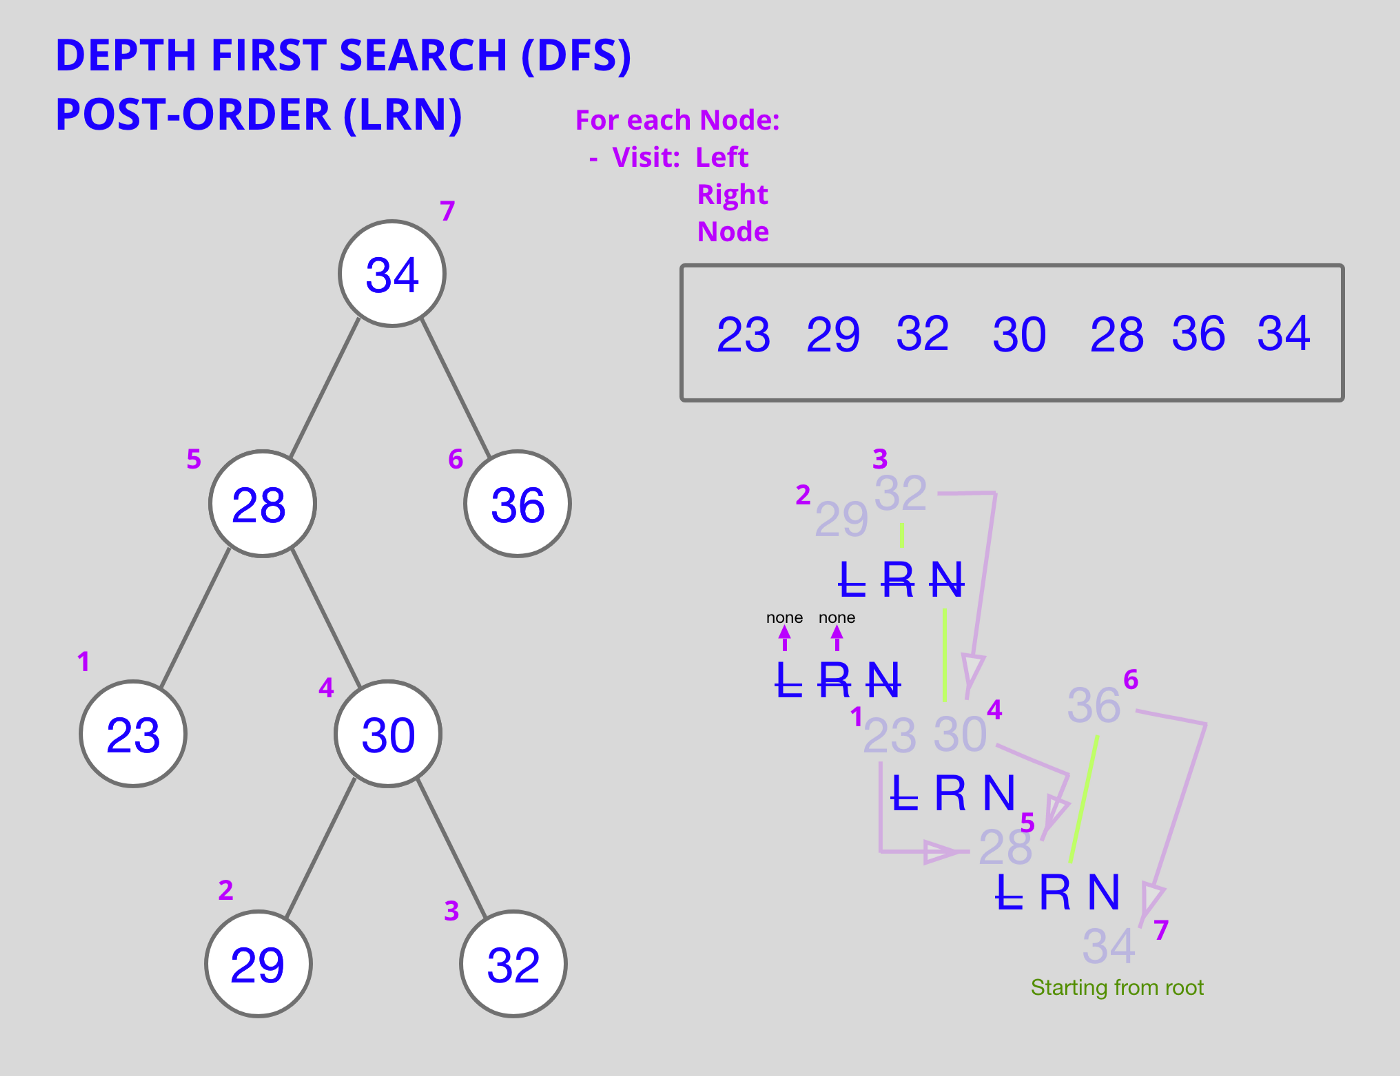 DEPTH FIRST SEARCH (DFS)
POST-ORDER (LRN)
For each Node:
- Visit: Left
Right
Node
7
34
5
28
6
36
1
23
4
30
2
29
3
32
23 29 32 30 28 36 34
3
32
2
29
L R N
none none
L R N
1
23 30
4
6
36
L R N
5
28
L R N
7
34
Starting from root